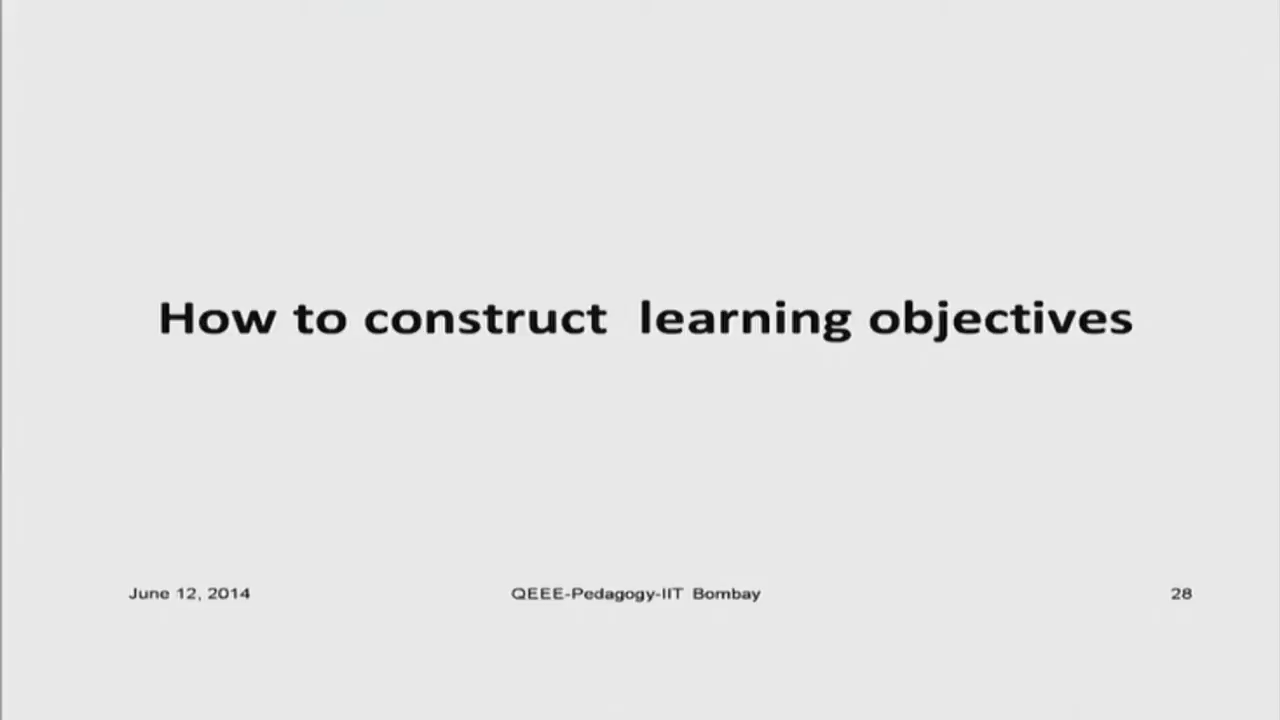 How to construct  learning objectives
June 12, 2014 QEEE-Pedagogy-IIT Bombay 28